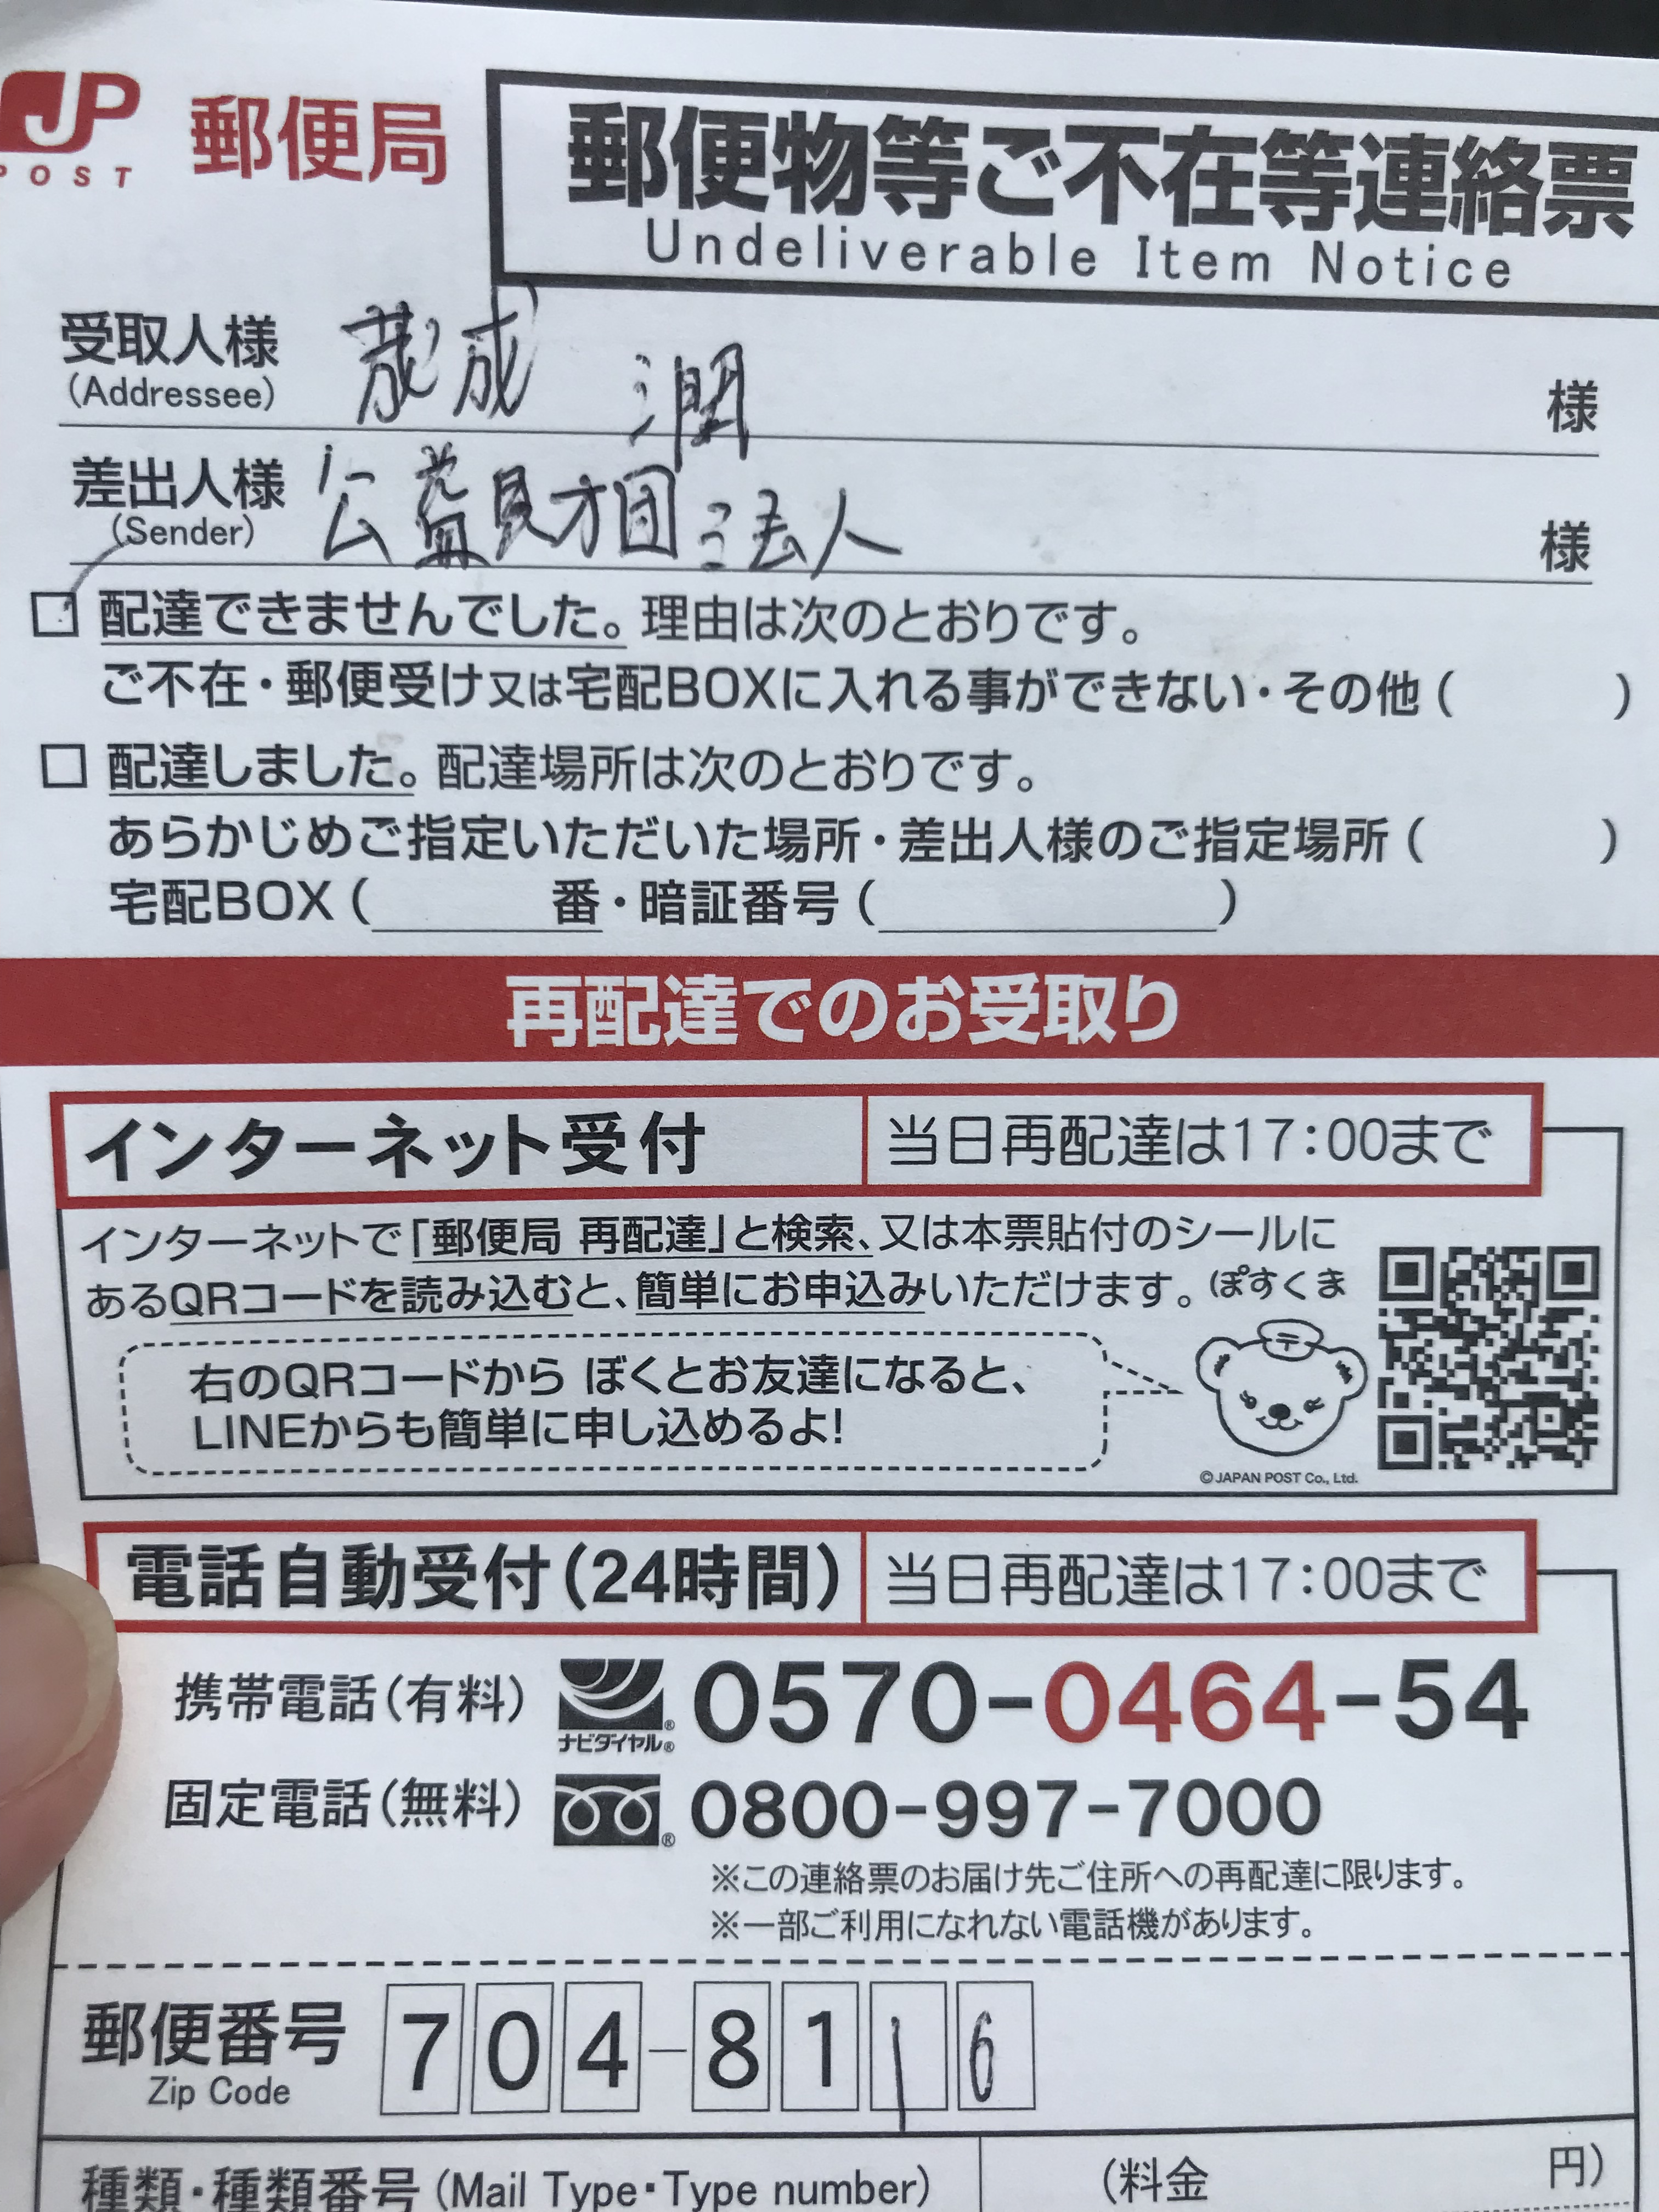 JP
POST
郵便局
郵便物等ご不在等連絡票
Undeliverable Item Notice
受取人様
(Addressee)
成 潤
様
差出人様
(Sender)
公益財団法人
様
□ 配達できませんでした。理由は次のとおりです。
ご不在・郵便受け又は宅配BOXに入れる事ができない・その他( )
□ 配達しました。配達場所は次のとおりです。
あらかじめご指定いただいた場所・差出人様のご指定場所( )
宅配BOX( 番・暗証番号( )
再配達でのお受取り
インターネット受付
当日再配達は17:00まで
インターネットで「郵便局 再配達」と検索、又は本票貼付のシールに
あるQRコードを読み込むと、簡単にお申込みいただけます。
ぽすくま
右のQRコードから ぼくとお友達になると、
LINEからも簡単に申し込めるよ!
〒
©JAPAN POST Co., Ltd.
電話自動受付(24時間)
当日再配達は17:00まで
携帯電話(有料)
ナビダイヤル®
0570-0464-54
固定電話(無料)
®
0800-997-7000
※この連絡票のお届け先ご住所への再配達に限ります。
※一部ご利用になれない電話機があります。
郵便番号
Zip Code
704-8116
種類・種類番号(Mail Type・Type number)
(料金 円)